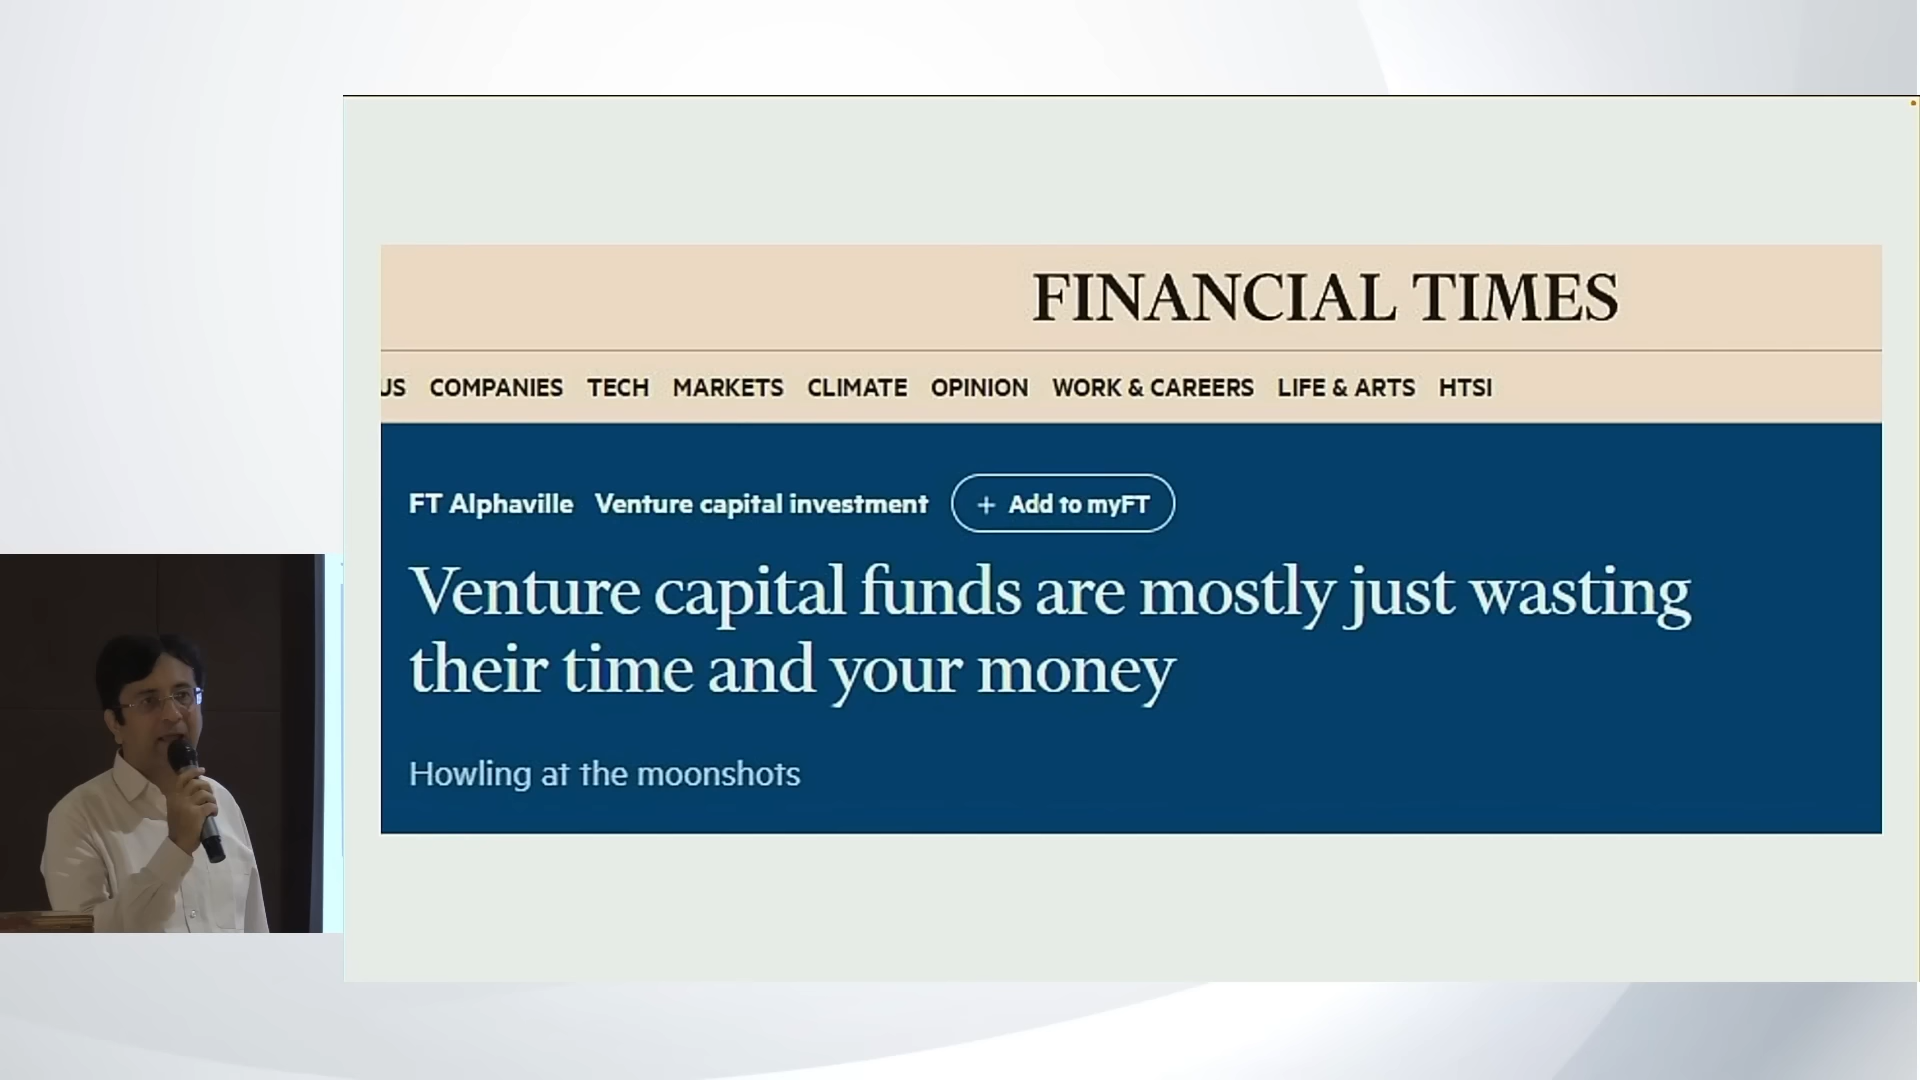 FINANCIAL TIMES
US COMPANIES TECH MARKETS CLIMATE OPINION WORK & CAREERS LIFE & ARTS HTSI
FT Alphaville Venture capital investment + Add to myFT
Venture capital funds are mostly just wasting
their time and your money
Howling at the moonshots